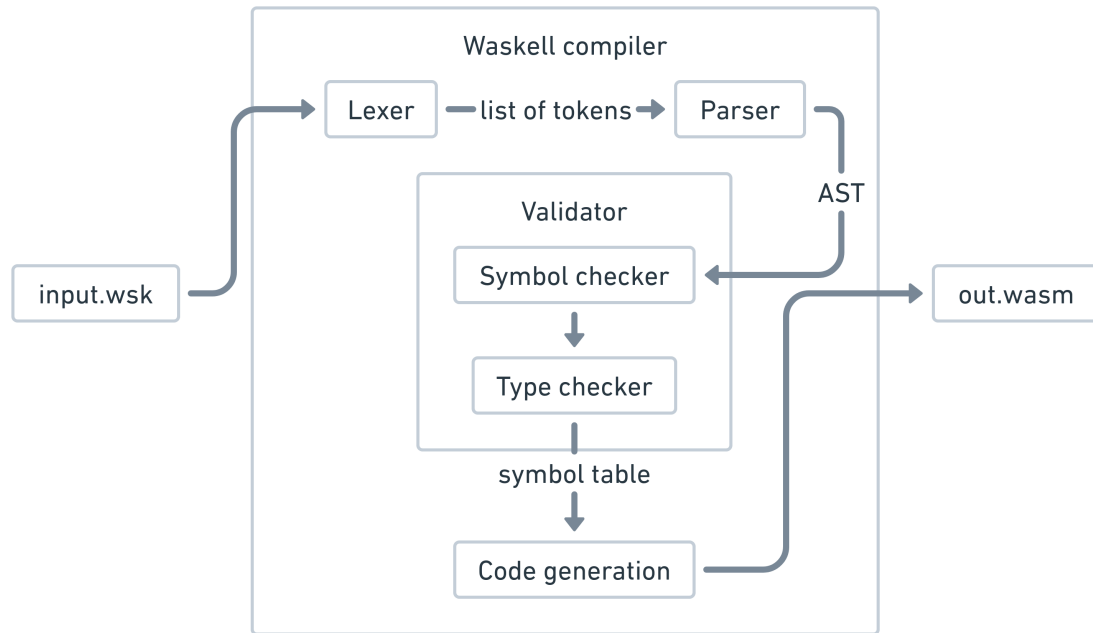 Waskell compiler
Lexer
list of tokens
Parser
AST
Validator
Symbol checker
input.wsk
out.wasm
Type checker
symbol table
Code generation